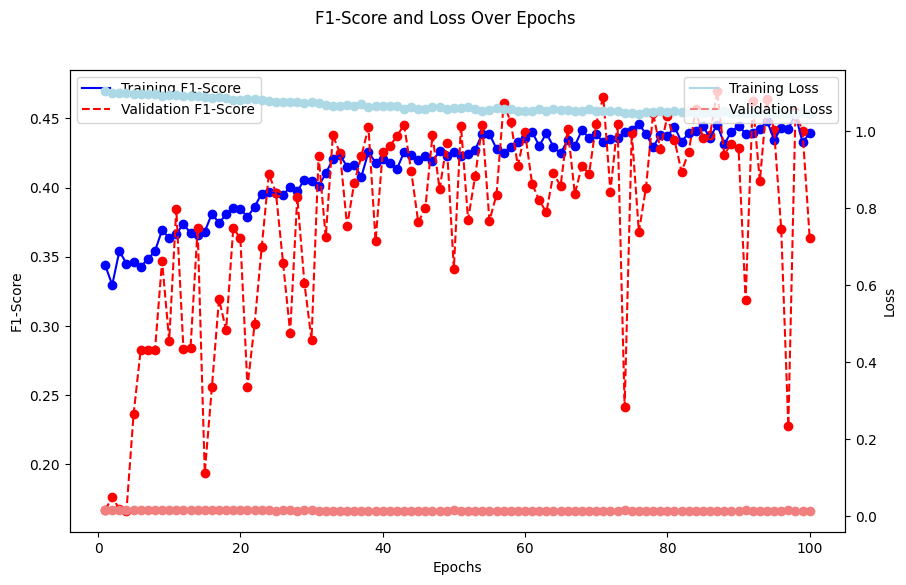 F1-Score and Loss Over Epochs
Training F1-Score
Validation F1-Score
Training Loss
Validation Loss
0.45
0.40
0.35
0.30
0.25
0.20
F1-Score
1.0
0.8
0.6
0.4
0.2
0.0
Loss
0 20 40 60 80 100
Epochs